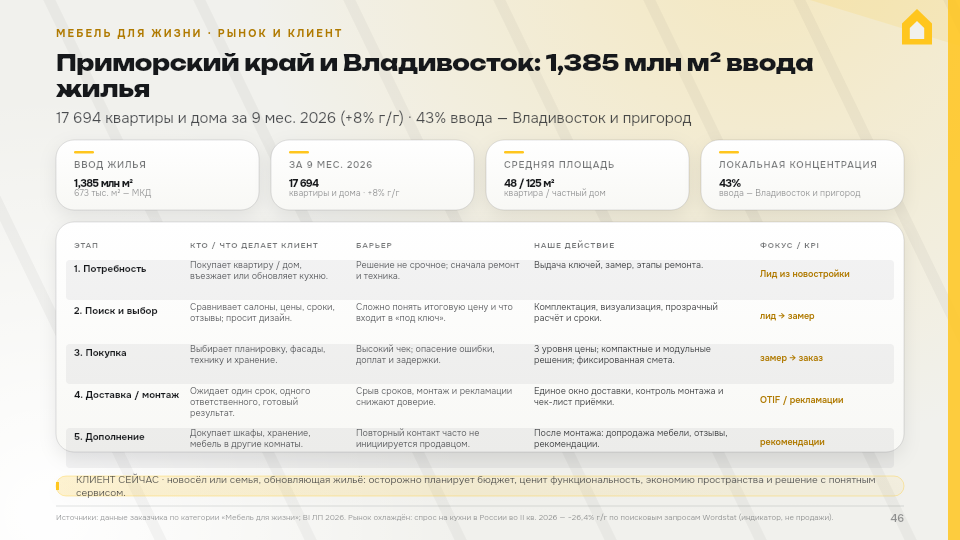 МЕБЕЛЬ ДЛЯ ЖИЗНИ · РЫНОК И КЛИЕНТ
Приморский край и Владивосток: 1,385 млн м² ввода
жилья
17 694 квартиры и дома за 9 мес. 2026 (+8% г/г) · 43% ввода — Владивосток и пригород
ВВОД ЖИЛЬЯ
1,385 млн м²
673 тыс. м² — МКД
ЗА 9 МЕС. 2026
17 694
квартиры и дома · +8% г/г
СРЕДНЯЯ ПЛОЩАДЬ
48 / 125 м²
квартира / частный дом
ЛОКАЛЬНАЯ КОНЦЕНТРАЦИЯ
43%
ввода — Владивосток и пригород
ЭТАП
КТО / ЧТО ДЕЛАЕТ КЛИЕНТ
БАРЬЕР
НАШЕ ДЕЙСТВИЕ
ФОКУС / KPI
1. Потребность
Покупает квартиру / дом,
въезжает или обновляет кухню.
Решение не срочное; сначала ремонт
и техника.
Выдача ключей, замер, этапы ремонта.
Лид из новостройки
2. Поиск и выбор
Сравнивает салоны, цены, сроки,
отзывы; просит дизайн.
Сложно понять итоговую цену и что
входит в «под ключ».
Комплектация, визуализация, прозрачный
расчёт и сроки.
лид → замер
3. Покупка
Выбирает планировку, фасады,
технику и хранение.
Высокий чек; опасение ошибки,
доплат и задержки.
3 уровня цены; компактные и модульные
решения; фиксированная смета.
замер → заказ
4. Доставка / монтаж
Ожидает один срок, одного
ответственного, готовый
результат.
Срыв сроков, монтаж и рекламации
снижают доверие.
Единое окно доставки, контроль монтажа и
чек-лист приёмки.
OTIF / рекламации
5. Дополнение
Докупает шкафы, хранение,
мебель в другие комнаты.
Повторный контакт часто не
инициируется продавцом.
После монтажа: допродажа мебели, отзывы,
рекомендации.
рекомендации
КЛИЕНТ СЕЙЧАС · новосёл или семья, обновляющая жильё: осторожно планирует бюджет, ценит функциональность, экономию пространства и решение с понятным
сервисом.
Источники: данные заказчика по категории «Мебель для жизни»; BI ЛП 2026. Рынок охлаждён: спрос на кухни в России во II кв. 2026 — −26,4% г/г по поисковым запросам Wordstat (индикатор, не продажи).
46